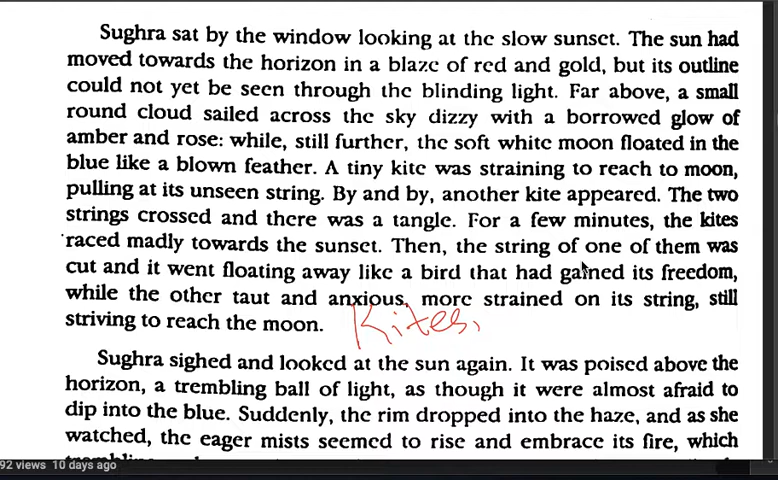 Sughra sat by the window looking at the slow sunset. The sun had
moved towards the horizon in a blaze of red and gold, but its outline
could not yet be seen through the blinding light. Far above, a small
round cloud sailed across the sky dizzy with a borrowed glow of
amber and rose: while, still further, the soft white moon floated in the
blue like a blown feather. A tiny kite was straining to reach to moon,
pulling at its unseen string. By and by, another kite appeared. The two
strings crossed and there was a tangle. For a few minutes, the kites
raced madly towards the sunset. Then, the string of one of them was
cut and it went floating away like a bird that had gained its freedom,
while the other taut and anxious, more strained on its string, still
striving to reach the moon. Kites,
Sughra sighed and looked at the sun again. It was poised above the
horizon, a trembling ball of light, as though it were almost afraid to
dip into the blue. Suddenly, the rim dropped into the haze, and as she
watched, the eager mists seemed to rise and embrace its fire, which
92 views 10 days ago